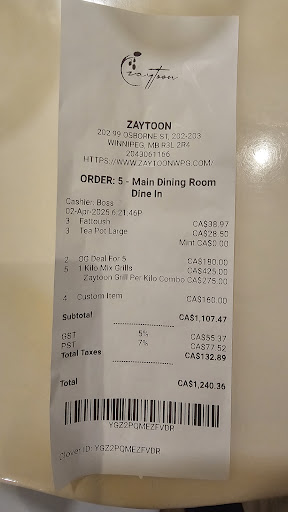 zaytoon
ZAYTOON
202 99 OSBORNE ST, 202-203
WINNIPEG, MB R3L 2R4
2043061166
HTTPS://WWW.ZAYTOONWPG.COM/
ORDER: 5 - Main Dining Room
Dine In
Cashier: Boss
02-Apr-2025 6:21:46P
3 Fattoush CA$38.97
3 Tea Pot Large CA$28.50
Mint CA$0.00
2 OG Deal For 5 CA$180.00
5 1 Kilo Mix Grills CA$425.00
Zaytoon Grill Per Kilo Combo CA$275.00
4 Custom Item CA$160.00
Subtotal CA$1,107.47
GST 5% CA$55.37
PST 7% CA$77.52
Total Taxes CA$132.89
Total CA$1,240.36
YGZ2PQMEZFVDR
Clover ID: YGZ2PQMEZFVDR